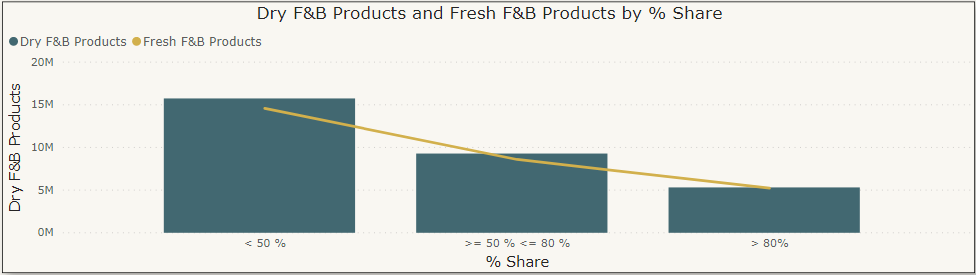 Dry F&B Products and Fresh F&B Products by % Share
Dry F&B Products
Fresh F&B Products
20M
15M
10M
5M
0M
Dry F&B Products
< 50 %
>= 50 % <= 80 %
> 80%
% Share